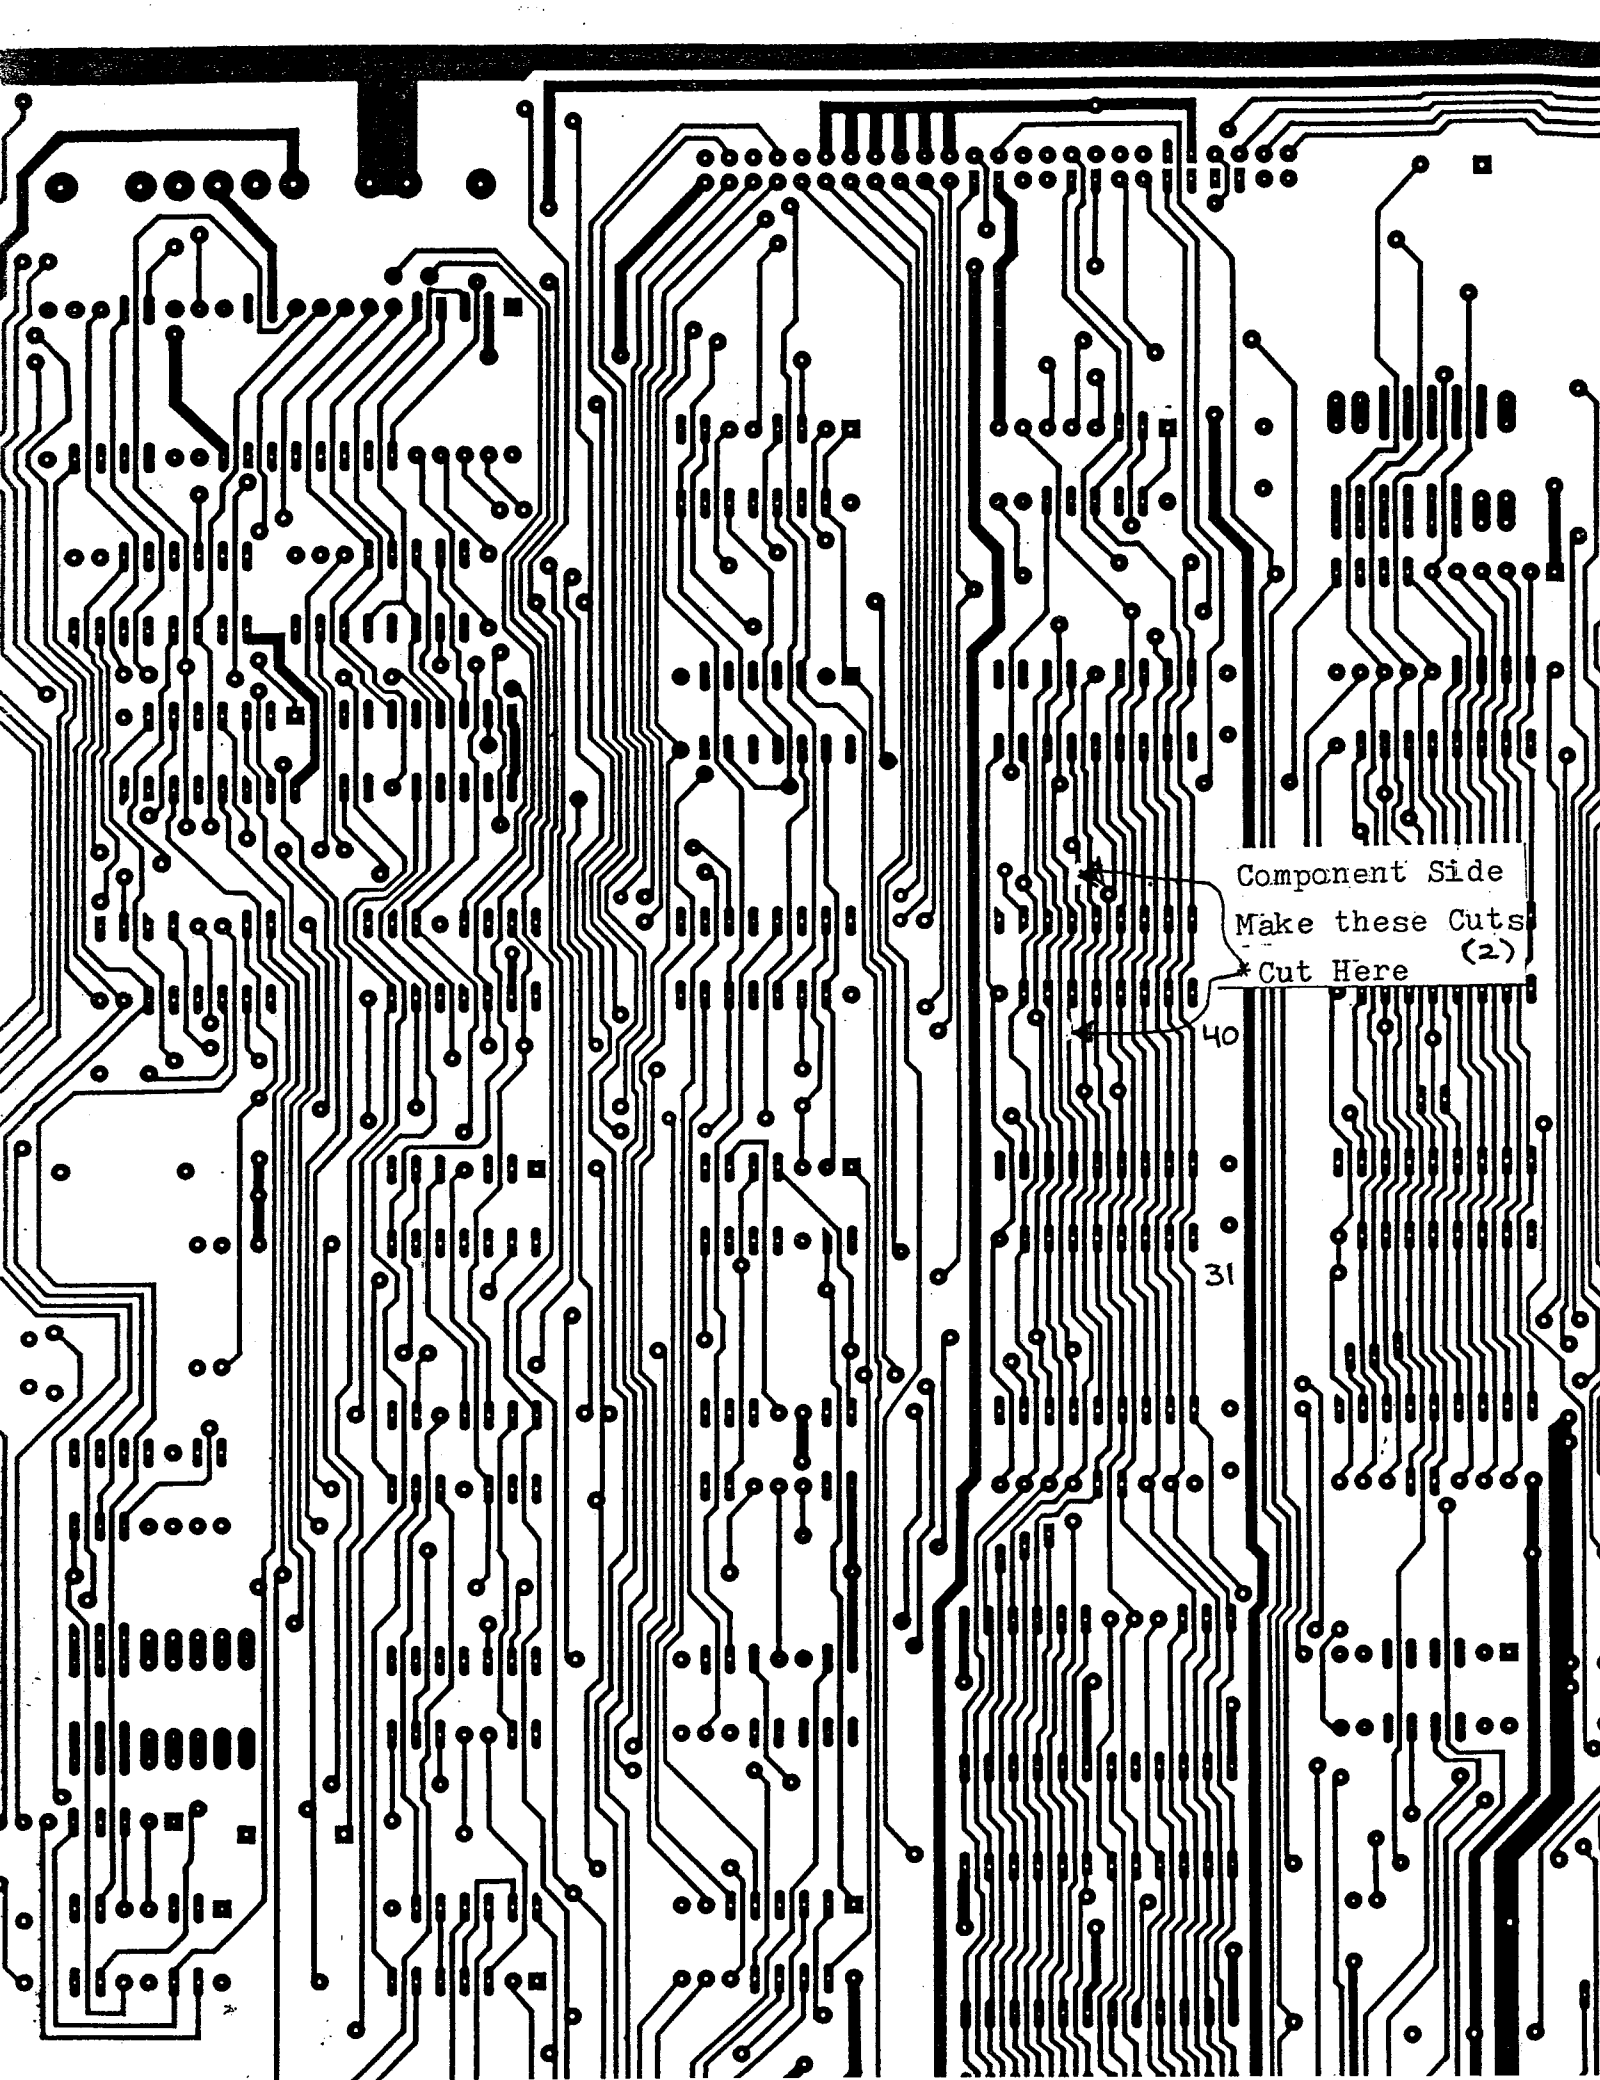 Component Side
Make these Cuts
(2)
*Cut Here
40
31